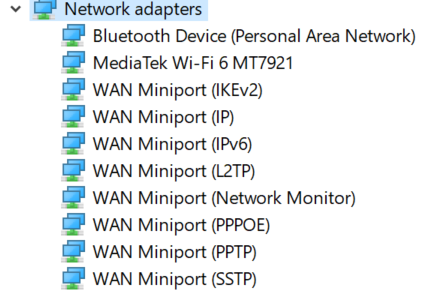 Network adapters
Bluetooth Device (Personal Area Network)
MediaTek Wi-Fi 6 MT7921
WAN Miniport (IKEv2)
WAN Miniport (IP)
WAN Miniport (IPv6)
WAN Miniport (L2TP)
WAN Miniport (Network Monitor)
WAN Miniport (PPPOE)
WAN Miniport (PPTP)
WAN Miniport (SSTP)